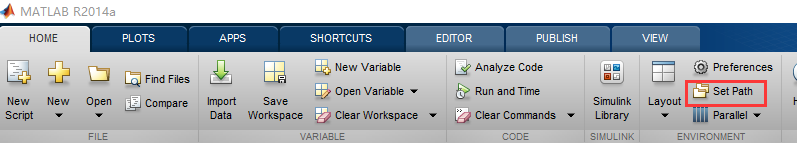 MATLAB R2014a
HOME PLOTS APPS SHORTCUTS EDITOR PUBLISH VIEW
New Script
New
Open
Find Files
Compare
Import Data
Save Workspace
New Variable
Open Variable
Clear Workspace
Analyze Code
Run and Time
Clear Commands
Simulink Library
Layout
Preferences
Set Path
Parallel
FILE VARIABLE CODE SIMULINK ENVIRONMENT